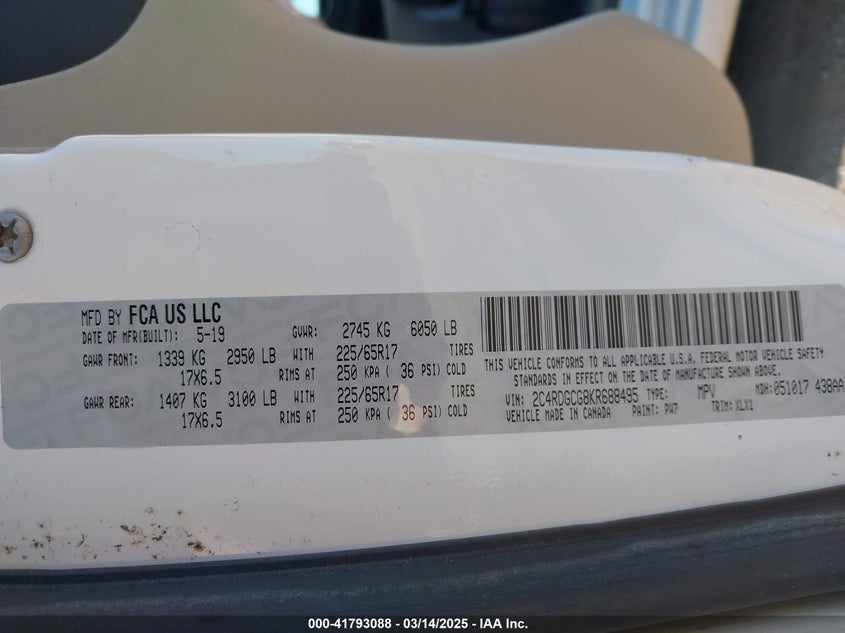 MFD BY FCA US LLC
DATE OF MFR(BUILT): 5-19 GVWR: 2745 KG 6050 LB
GAWR FRONT: 1339 KG 2950 LB WITH 225/65R17 TIRES
17X6.5 RIMS AT 250 KPA ( 36 PSI) COLD
GAWR REAR: 1407 KG 3100 LB WITH 225/65R17 TIRES
17X6.5 RIMS AT 250 KPA ( 36 PSI) COLD
THIS VEHICLE CONFORMS TO ALL APPLICABLE U.S.A. FEDERAL MOTOR VEHICLE SAFETY
STANDARDS IN EFFECT ON THE DATE OF MANUFACTURE SHOWN ABOVE.
VIN: 2C4RDGCG8KR688495 TYPE: MPV MDH: 051017 438AA
VEHICLE MADE IN CANADA PAINT: PW7 TRIM: XLX1
000-41793088 - 03/14/2025 - IAA Inc.